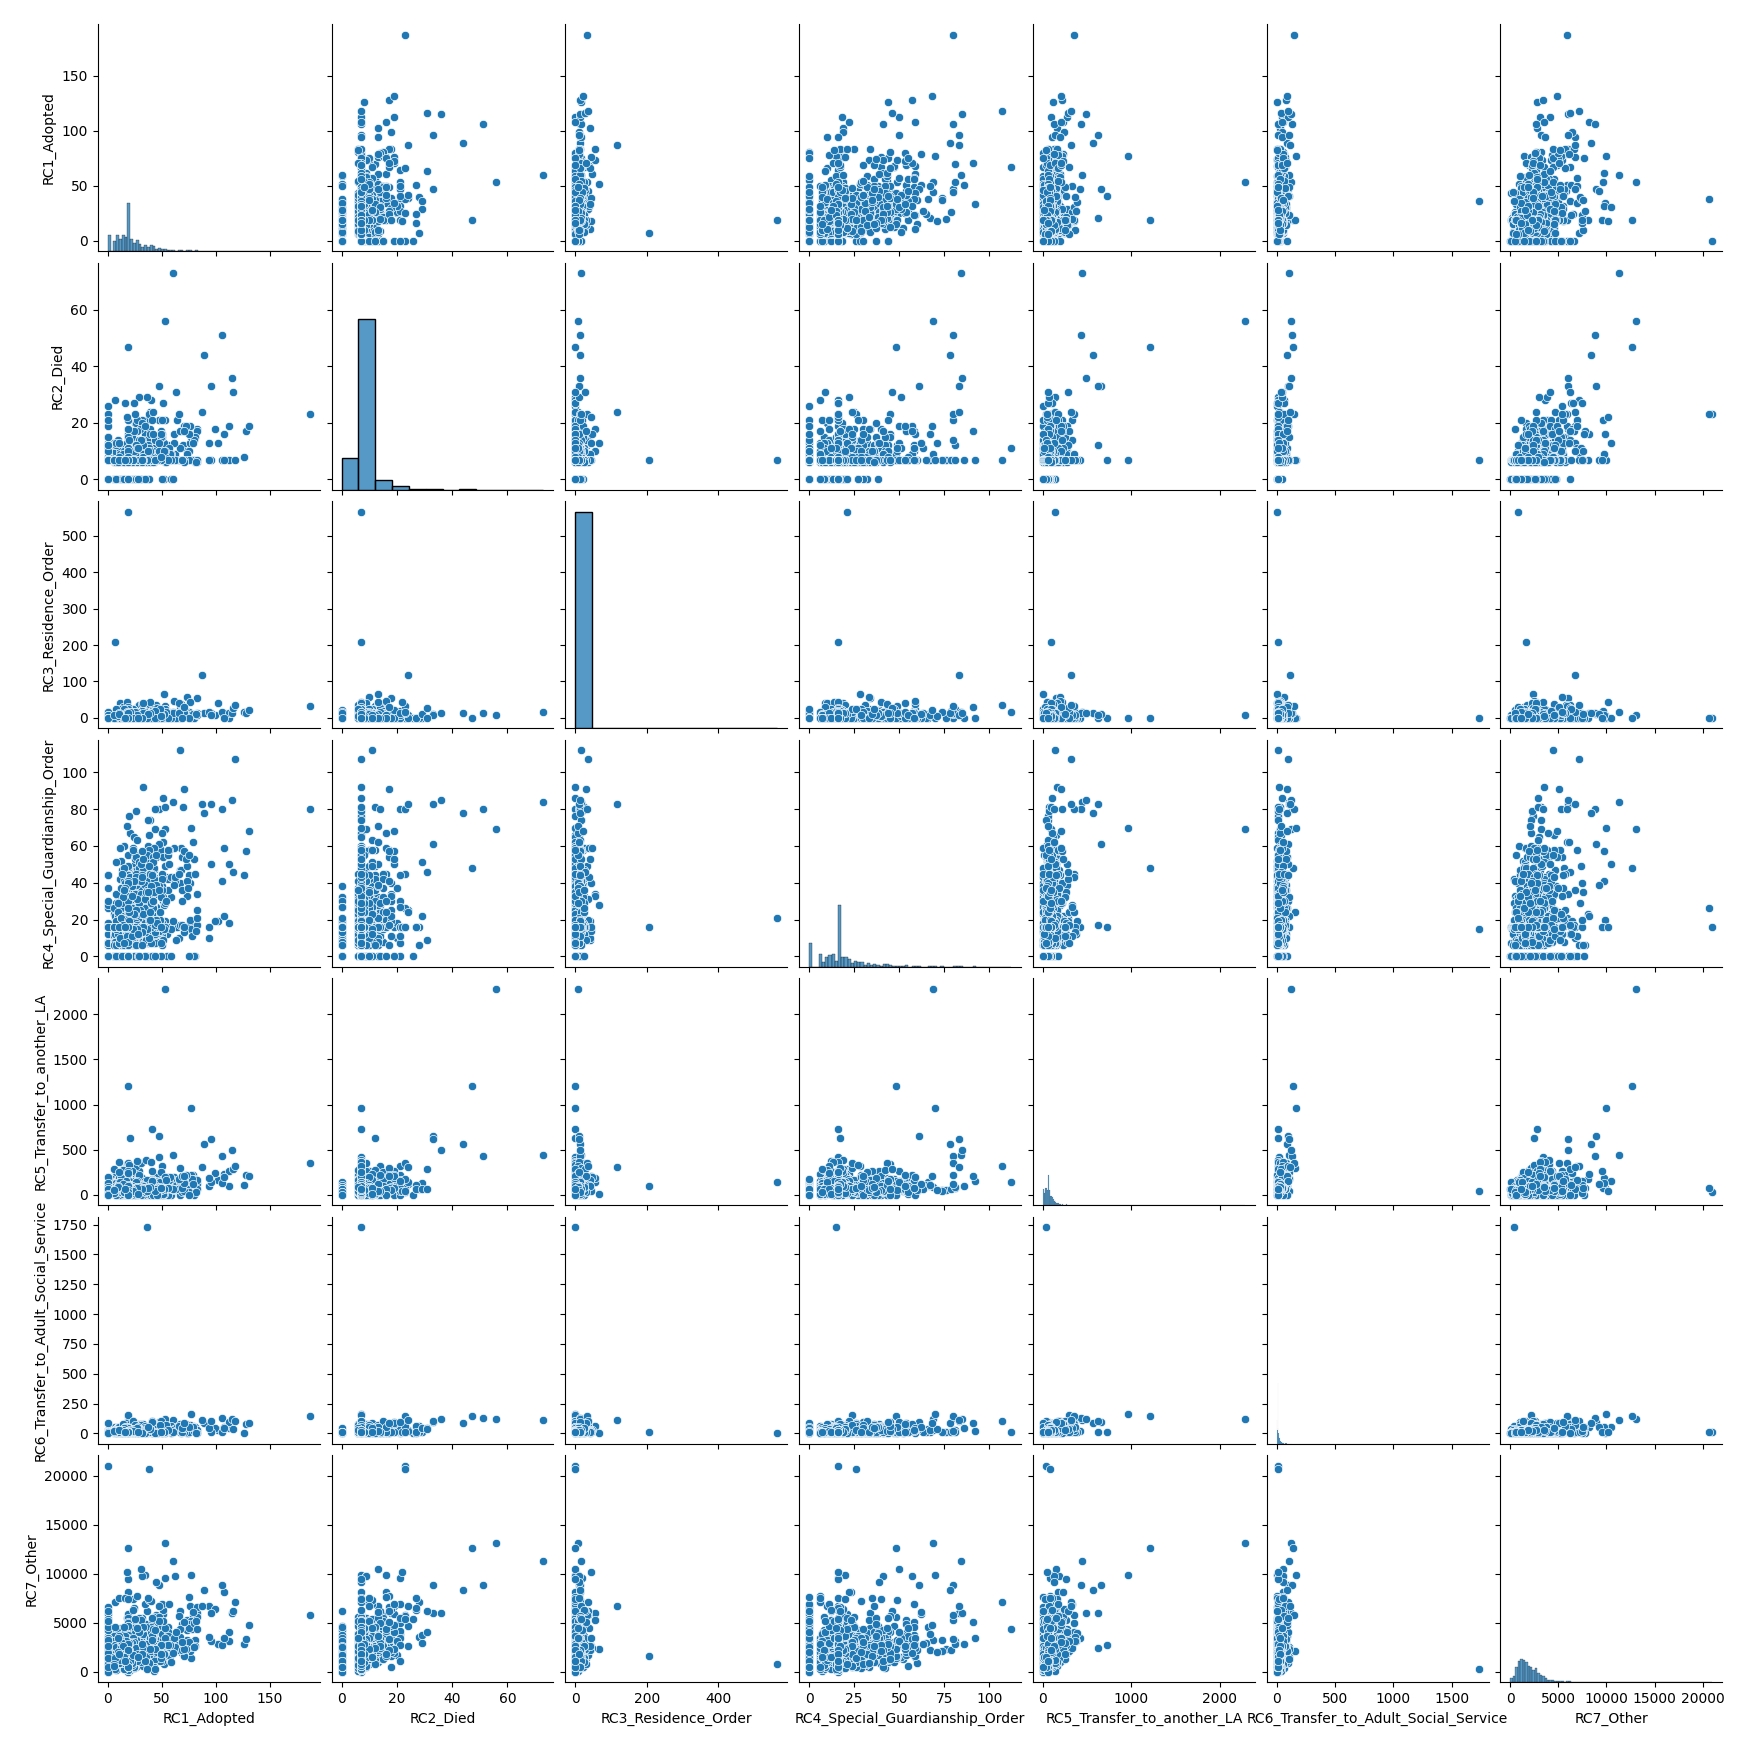 RC1_Adopted
150
100
50
0
RC2_Died
60
40
20
0
RC3_Residence_Order
500
400
300
200
100
0
RC4_Special_Guardianship_Order
100
80
60
40
20
0
RC5_Transfer_to_another_LA
2000
1500
1000
500
0
RC6_Transfer_to_Adult_Social_Service
1750
1500
1250
1000
750
500
250
0
RC7_Other
20000
15000
10000
5000
0
0 50 100 150
0 20 40 60
0 200 400
0 25 50 75 100
0 1000 2000
0 500 1000 1500
0 5000 10000 15000 20000
RC1_Adopted
RC2_Died
RC3_Residence_Order
RC4_Special_Guardianship_Order
RC5_Transfer_to_another_LA
RC6_Transfer_to_Adult_Social_Service
RC7_Other